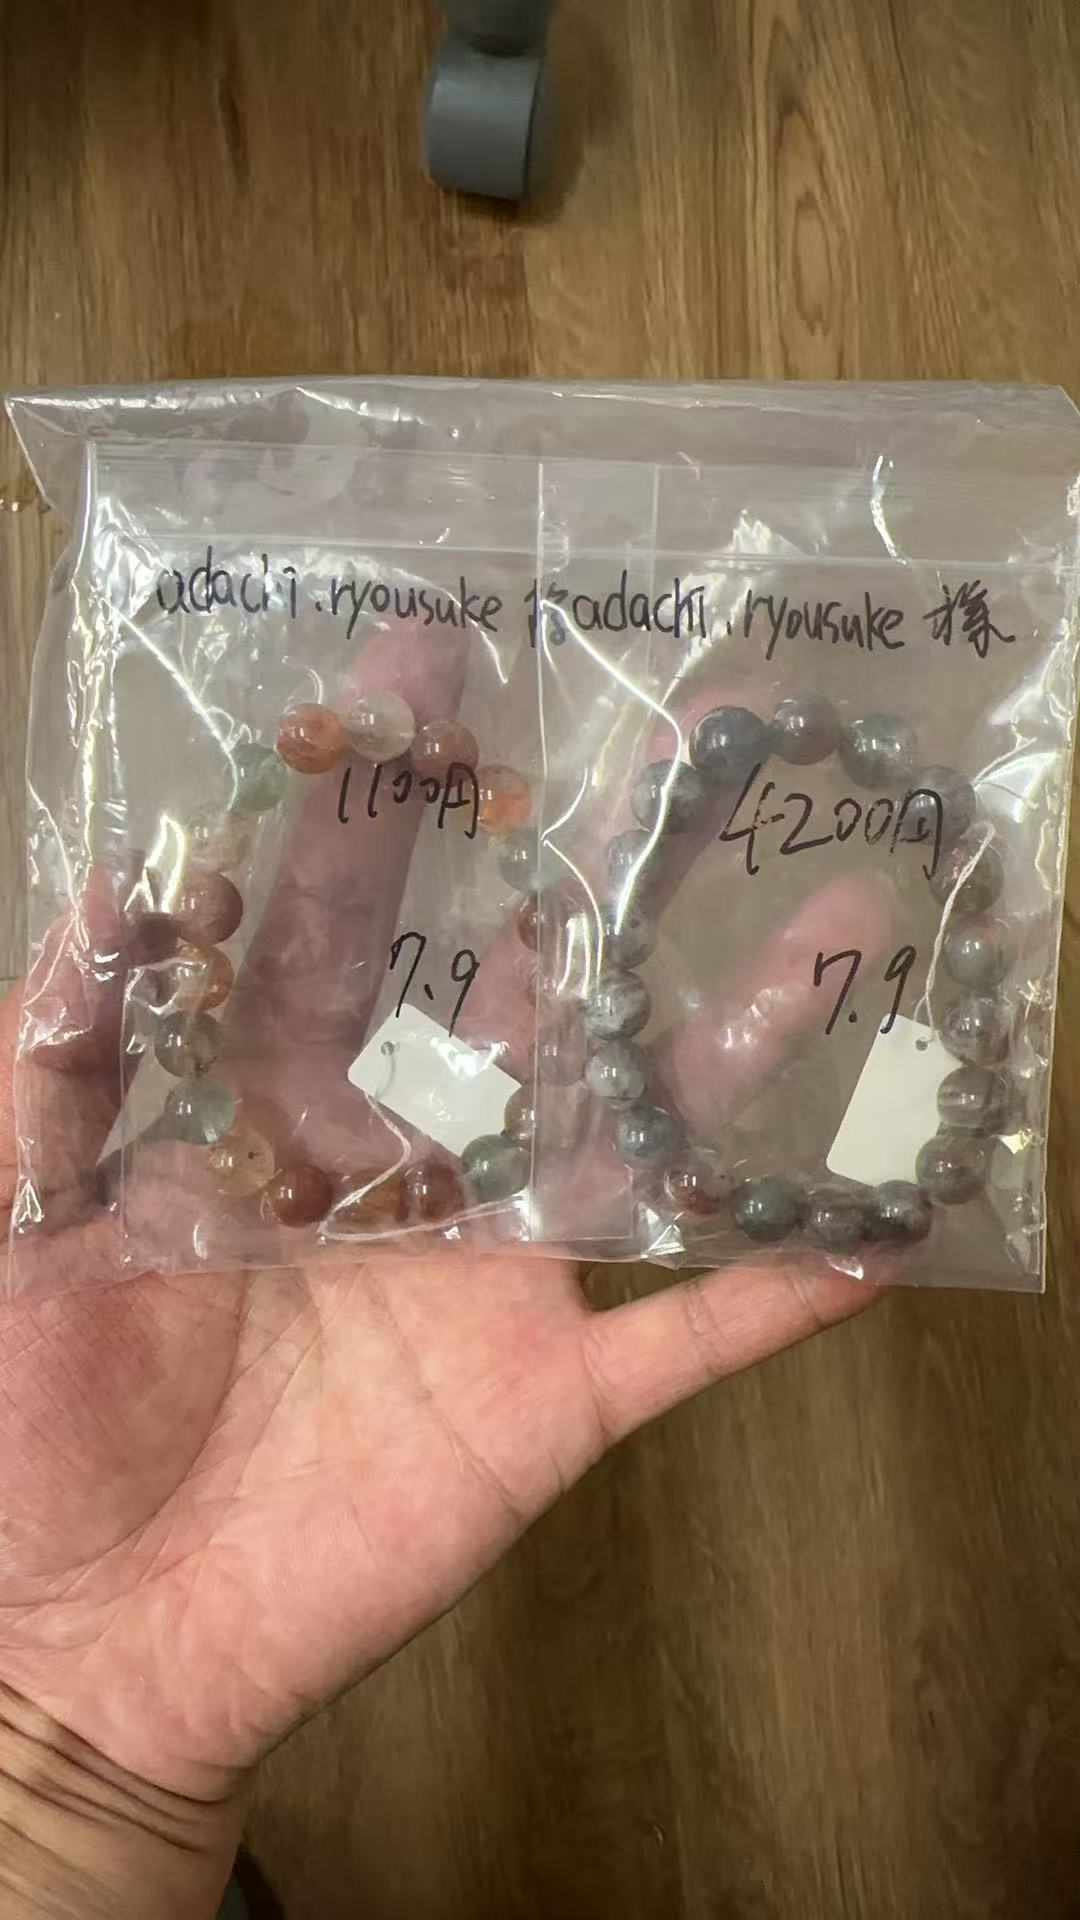 adachi.ryousuke 様
1100円
7.9
adachi.ryousuke 様
4200円
7.9